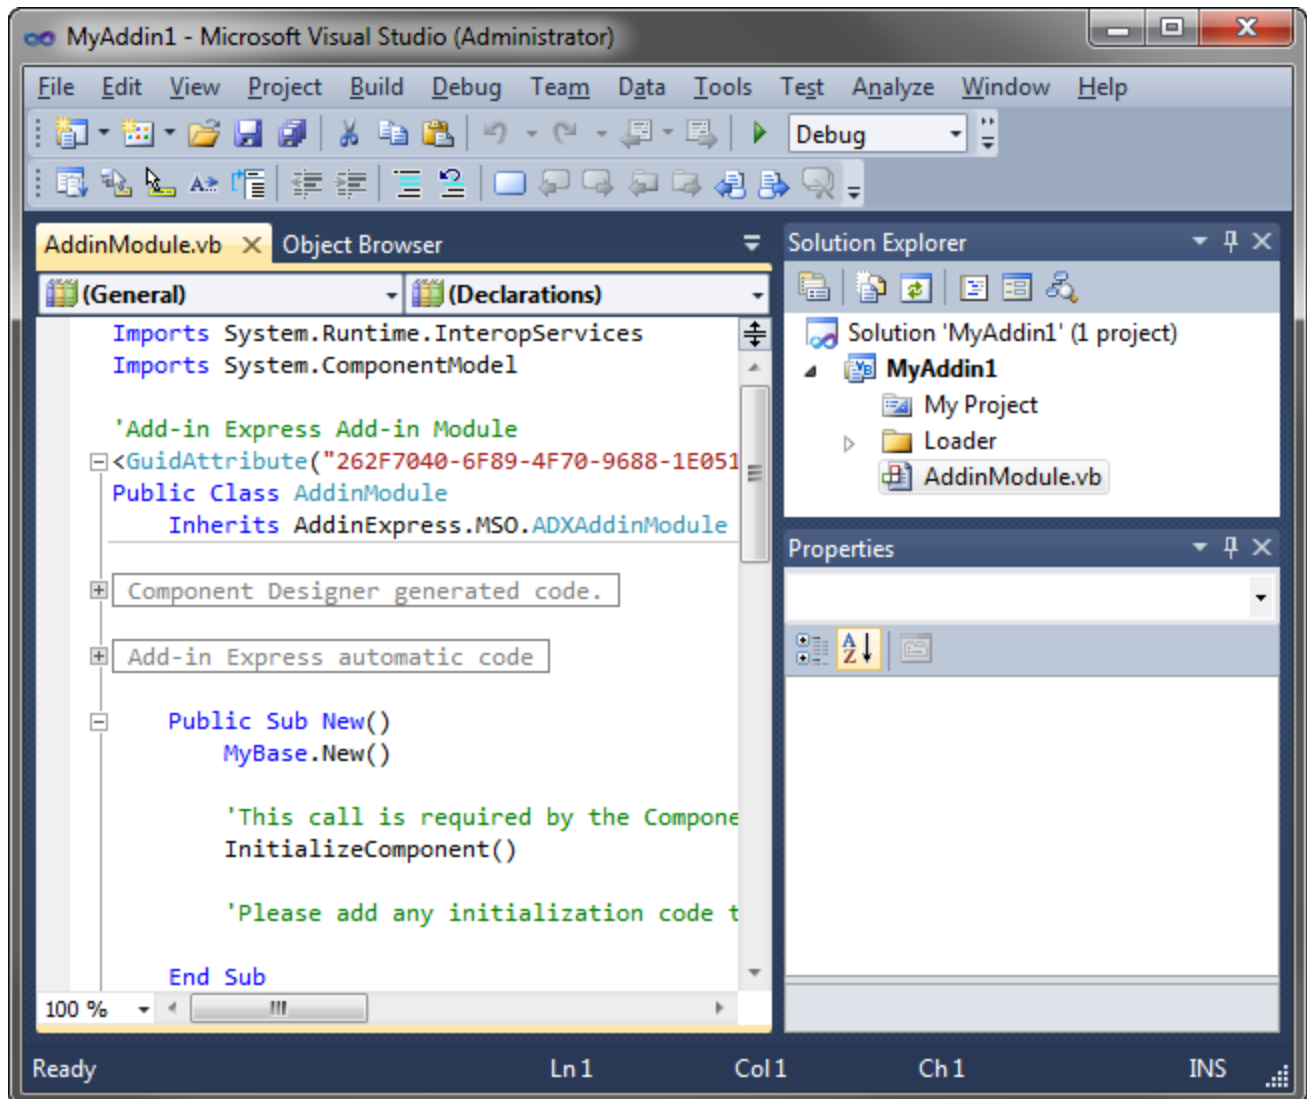 MyAddin1 - Microsoft Visual Studio (Administrator)
File Edit View Project Build Debug Team Data Tools Test Analyze Window Help
Debug
AddinModule.vb Object Browser
(General) (Declarations)
Imports System.Runtime.InteropServices
Imports System.ComponentModel
'Add-in Express Add-in Module
<GuidAttribute("262F7040-6F89-4F70-9688-1E051
Public Class AddinModule
Inherits AddinExpress.MSO.ADXAddinModule
Component Designer generated code.
Add-in Express automatic code
Public Sub New()
MyBase.New()
'This call is required by the Compone
InitializeComponent()
'Please add any initialization code t
End Sub
100 %
Solution Explorer
Solution 'MyAddin1' (1 project)
MyAddin1
My Project
Loader
AddinModule.vb
Properties
Ready Ln 1 Col 1 Ch 1 INS